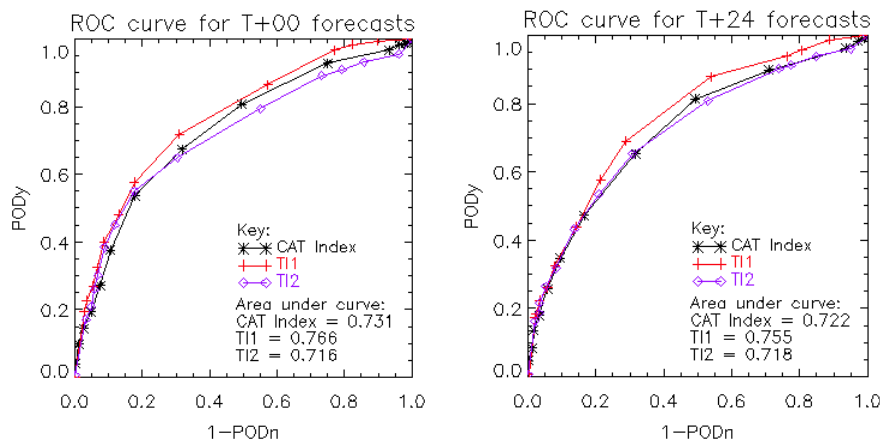 ROC curve for T+00 forecasts
1.0
0.8
0.6
0.4
0.2
0.0
PODy
Key:
CAT Index
TI1
TI2
Area under curve:
CAT Index = 0.731
TI1 = 0.766
TI2 = 0.716
0.0 0.2 0.4 0.6 0.8 1.0
1-PODn
ROC curve for T+24 forecasts
1.0
0.8
0.6
0.4
0.2
0.0
PODy
Key:
CAT Index
TI1
TI2
Area under curve:
CAT Index = 0.722
TI1 = 0.755
TI2 = 0.718
0.0 0.2 0.4 0.6 0.8 1.0
1-PODn